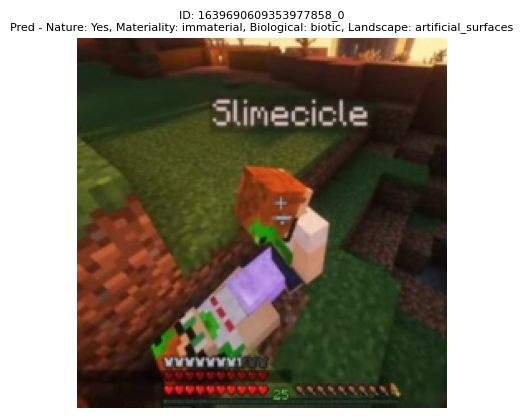 ID: 1639690609353977858_0
Pred - Nature: Yes, Materiality: immaterial, Biological: biotic, Landscape: artificial_surfaces
Slimecicle
25